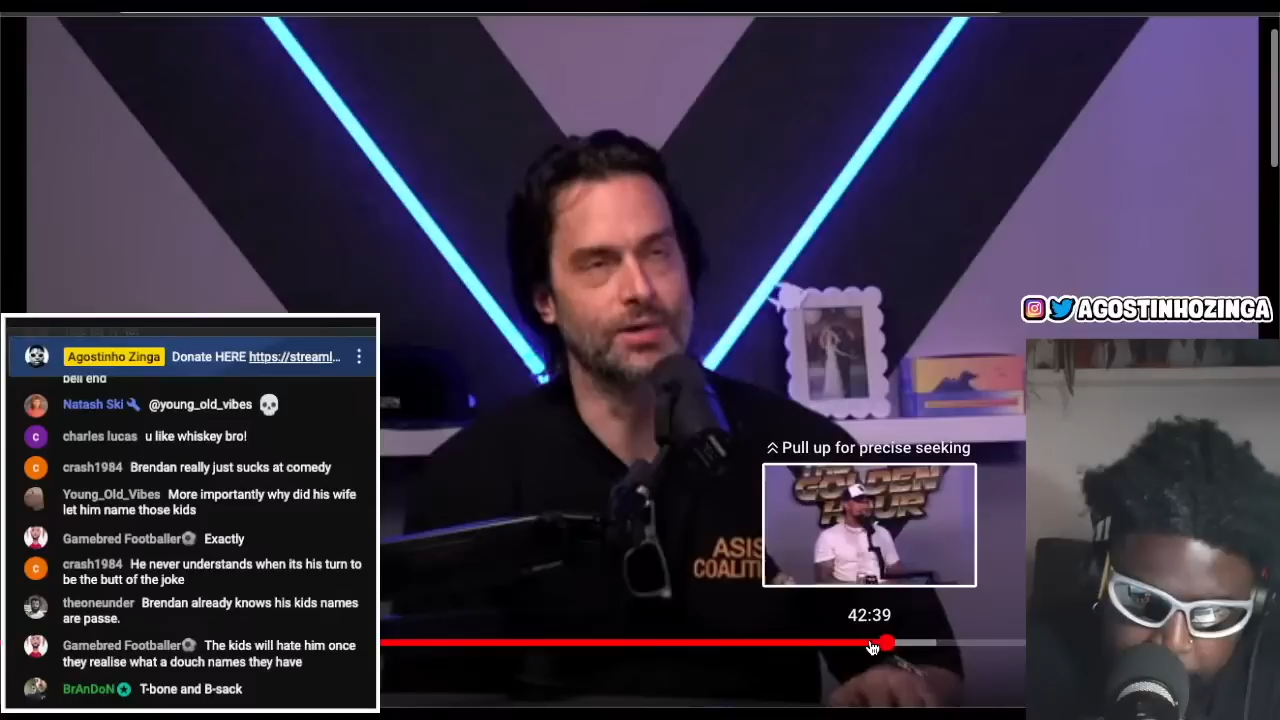 Agostinho Zinga Donate HERE https://streaml...
bell end
Natash Ski @young_old_vibes
charles lucas u like whiskey bro!
crash1984 Brendan really just sucks at comedy
Young_Old_Vibes More importantly why did his wife
let him name those kids
Gamebred Footballer Exactly
crash1984 He never understands when its his turn to
be the butt of the joke
theoneunder Brendan already knows his kids names
are passe.
Gamebred Footballer The kids will hate him once
they realise what a douch names they have
BrAnDoN T-bone and B-sack
AGOSTINHOZINGA
Pull up for precise seeking
GOLDEN
HOUR
42:39
ASIS
COALIT
C
C
C